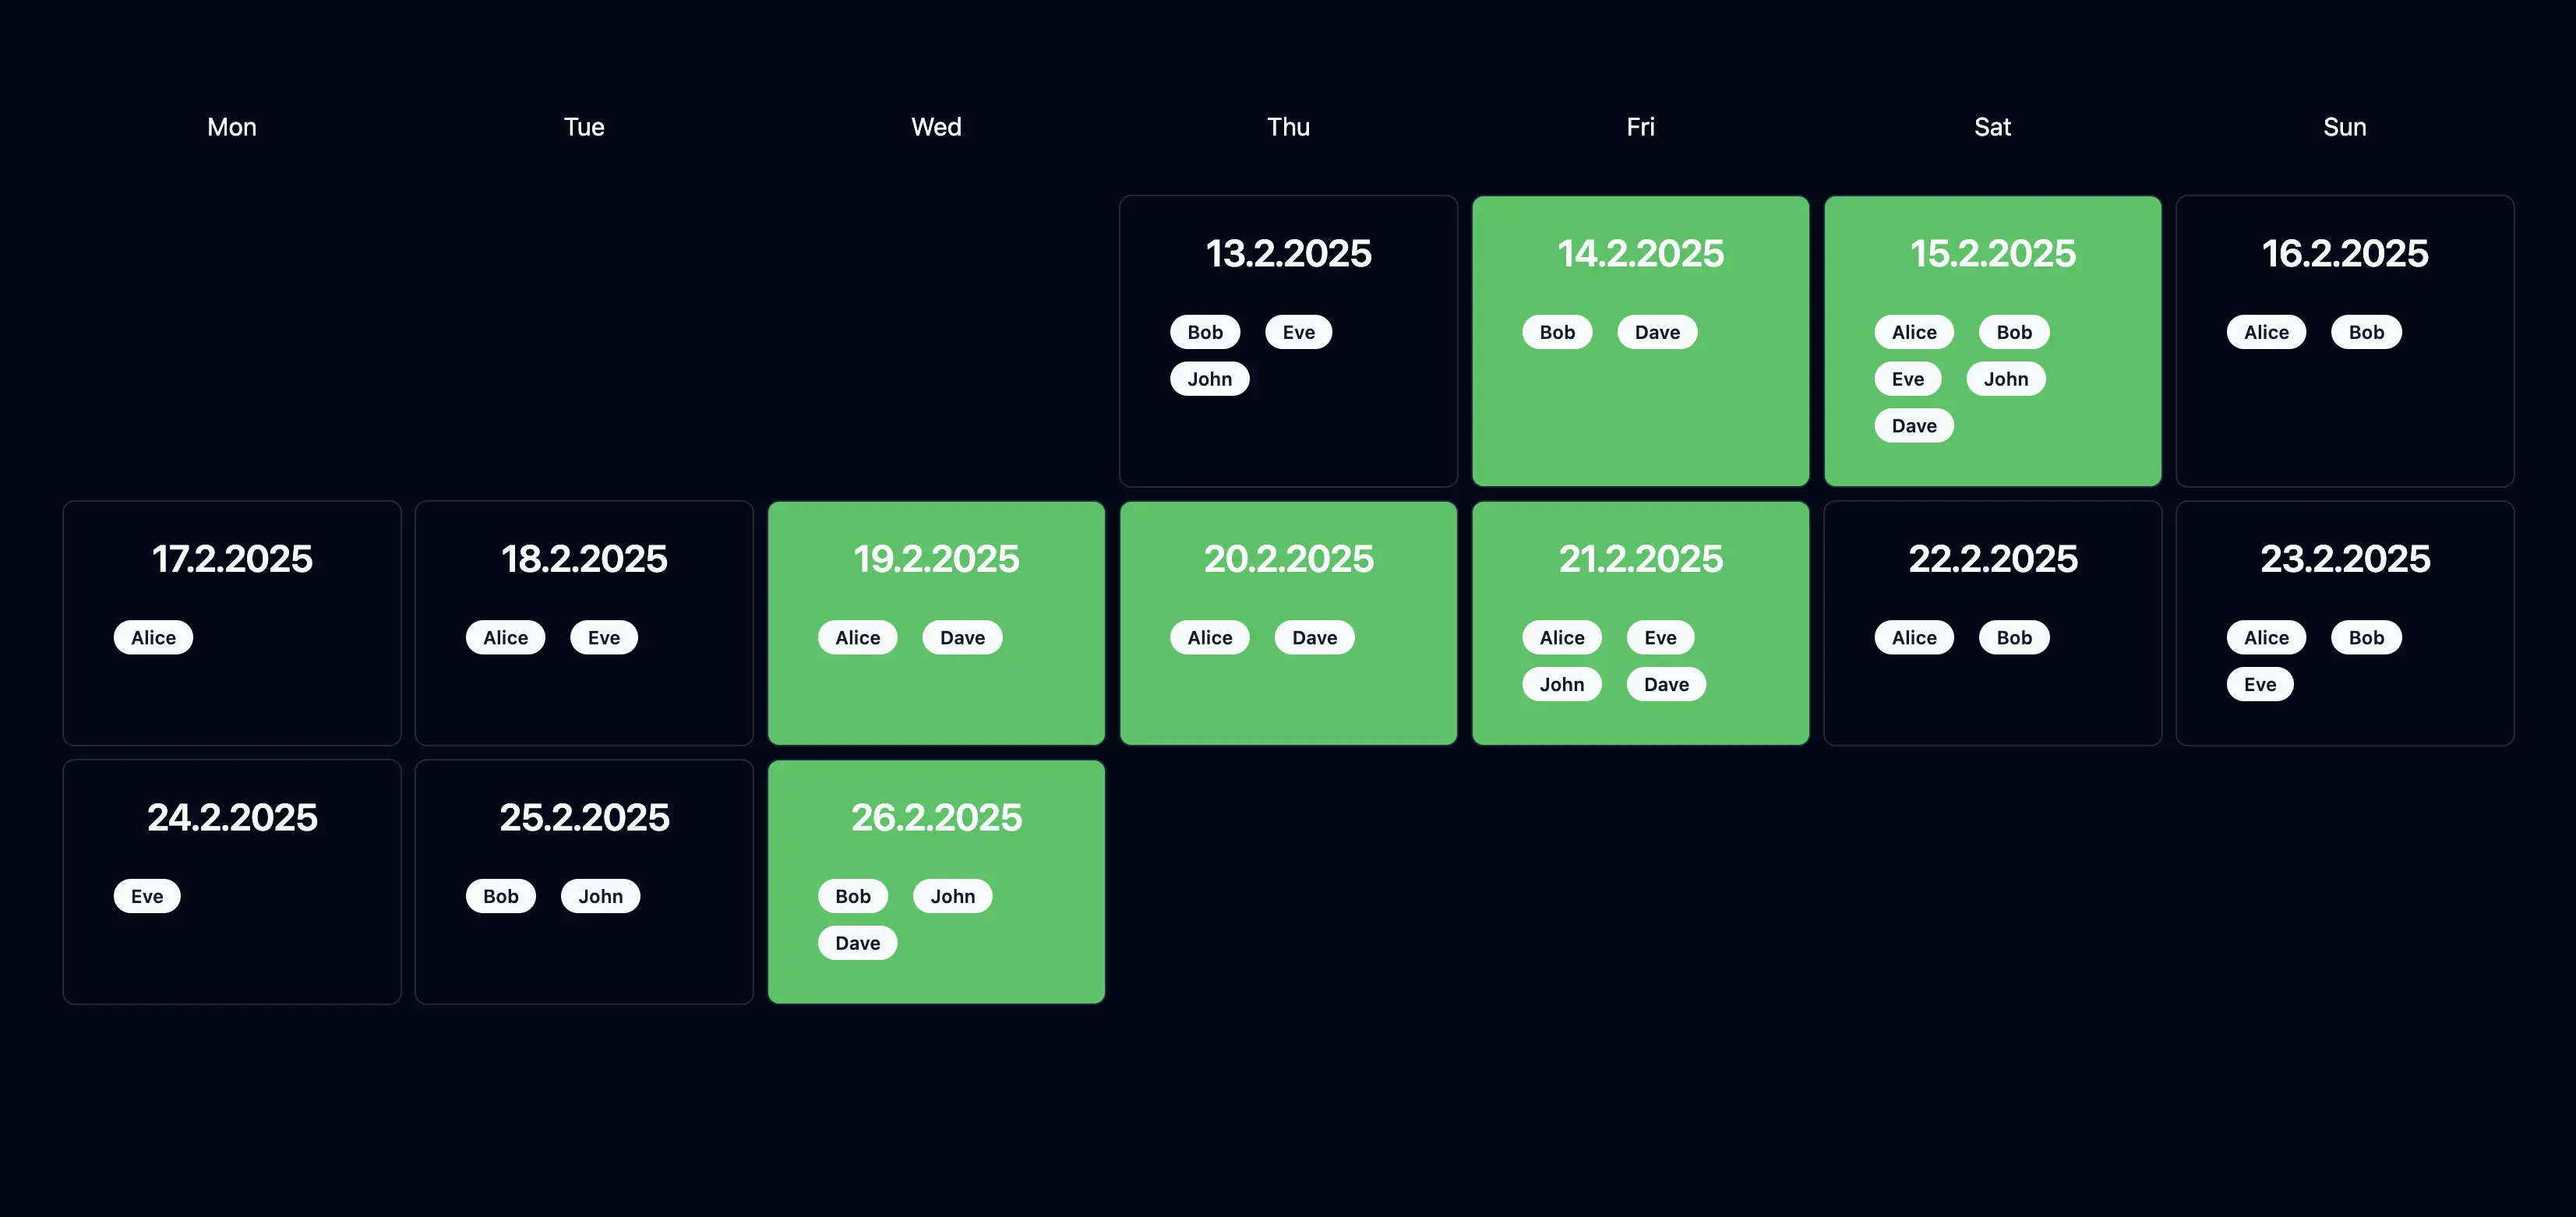 Mon Tue Wed Thu Fri Sat Sun
13.2.2025
Bob Eve
John
14.2.2025
Bob Dave
15.2.2025
Alice Bob
Eve John
Dave
16.2.2025
Alice Bob
17.2.2025
Alice
18.2.2025
Alice Eve
19.2.2025
Alice Dave
20.2.2025
Alice Dave
21.2.2025
Alice Eve
John Dave
22.2.2025
Alice Bob
23.2.2025
Alice Bob
Eve
24.2.2025
Eve
25.2.2025
Bob John
26.2.2025
Bob John
Dave